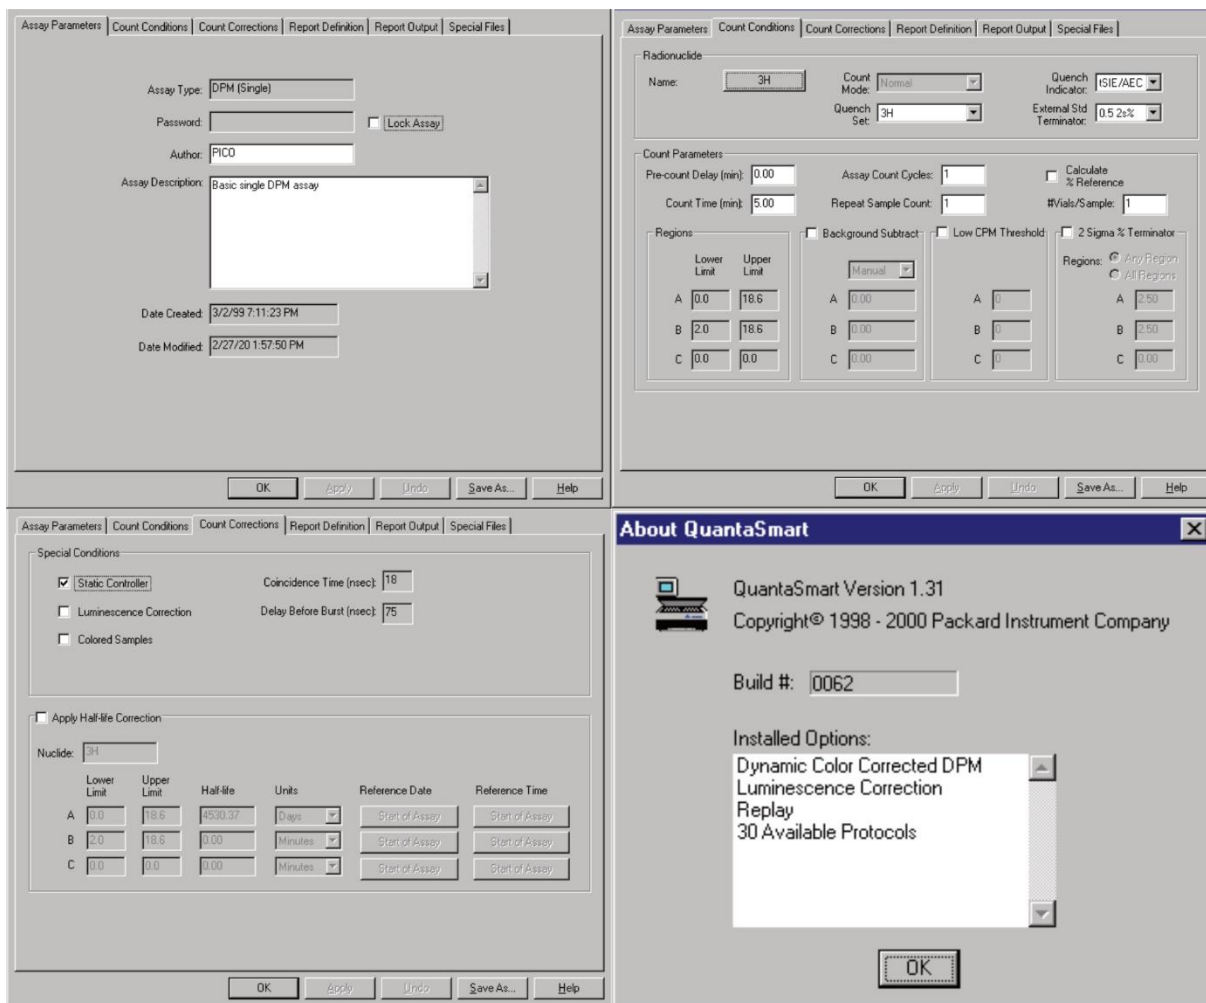 Assay Parameters Count Conditions Count Corrections Report Definition Report Output Special Files
Assay Type: DPM (Single)
Password: Lock Assay
Author: PICO
Assay Description: Basic single DPM assay
Date Created: 3/2/99 7:11:23 PM
Date Modified: 2/27/20 1:57:50 PM
OK Apply Undo Save As... Help
Assay Parameters Count Conditions Count Corrections Report Definition Report Output Special Files
Radionuclide
Name: 3H Count Mode: Normal Quench Indicator: tSIE/AEC
Quench Set: 3H External Std Terminator: 0.5 2s%
Count Parameters
Pre-count Delay (min): 0.00 Assay Count Cycles: 1 Calculate % Reference
Count Time (min): 5.00 Repeat Sample Count: 1 #Vials/Sample: 1
Regions Background Subtract Low CPM Threshold 2 Sigma % Terminator
Lower Limit Upper Limit Manual Regions: Any Region
All Regions
A 0.0 18.6 A 0.00 A 0 A 2.50
B 2.0 18.6 B 0.00 B 0 B 2.50
C 0.0 0.0 C 0.00 C 0 C 0.00
OK Apply Undo Save As... Help
Assay Parameters Count Conditions Count Corrections Report Definition Report Output Special Files
Special Conditions
Static Controller Coincidence Time (nsec): 18
Luminescence Correction Delay Before Burst (nsec): 75
Colored Samples
Apply Half-life Correction
Nuclide: 3H
Lower Limit Upper Limit Half-life Units Reference Date Reference Time
A 0.0 18.6 4530.37 Days Start of Assay Start of Assay
B 2.0 18.6 0.00 Minutes Start of Assay Start of Assay
C 0.0 0.0 0.00 Minutes Start of Assay Start of Assay
OK Apply Undo Save As... Help
About QuantaSmart
QuantaSmart Version 1.31
Copyright© 1998 - 2000 Packard Instrument Company
Build #: 0062
Installed Options:
Dynamic Color Corrected DPM
Luminescence Correction
Replay
30 Available Protocols
OK